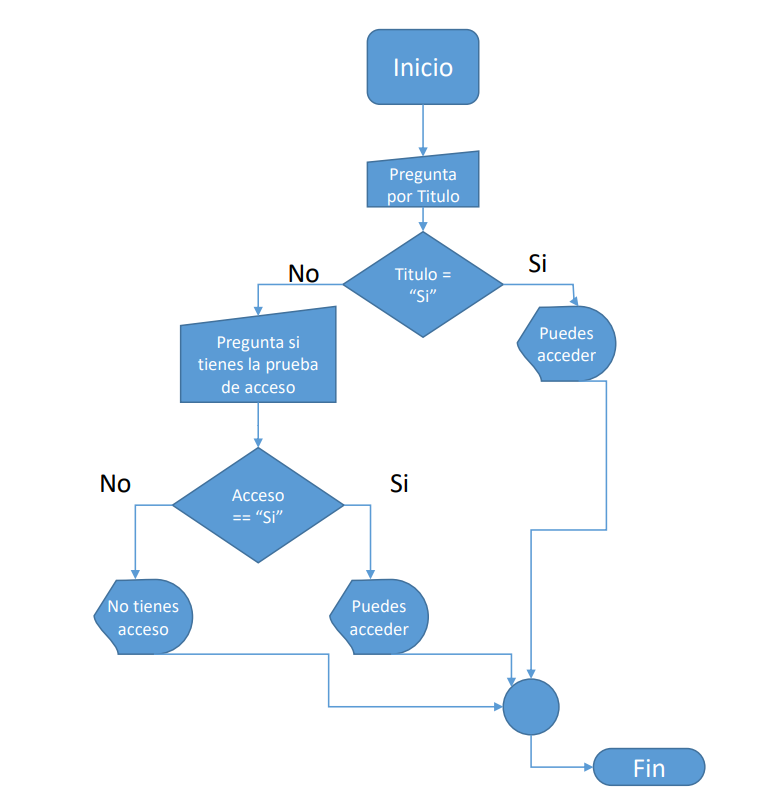 Inicio
Pregunta
por Titulo
No
Si
Titulo =
“Si”
Puedes
acceder
Pregunta si
tienes la prueba
de acceso
No
Si
Acceso
== “Si”
No tienes
acceso
Puedes
acceder
Fin